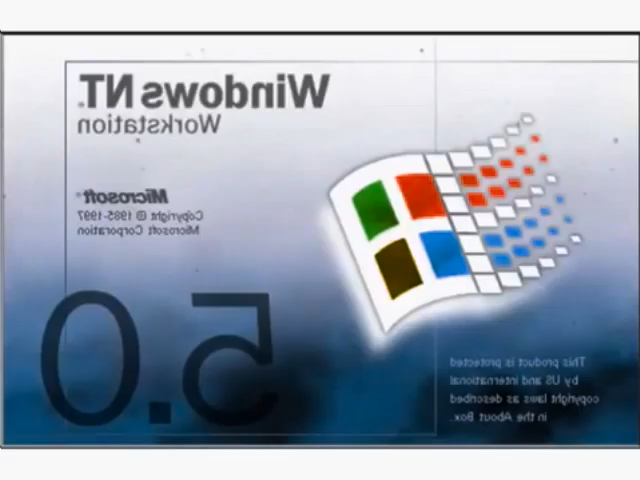 Windows NT.
Workstation
Microsoft®
Copyright © 1985-1997
Microsoft Corporation
5.0
This product is protected
by US and international
copyright laws as described
in the About Box.